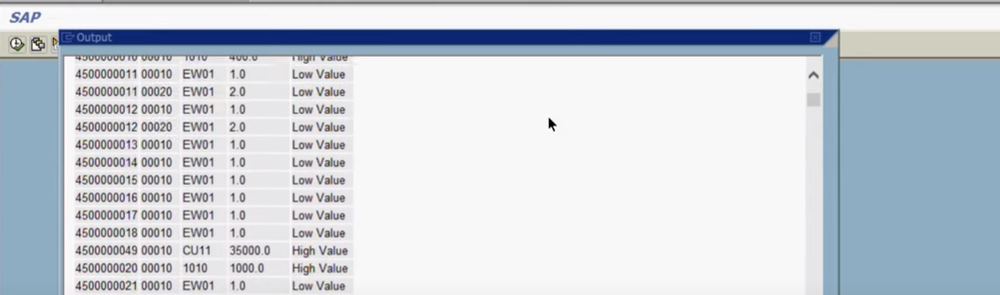 SAP
Output
4500000010 00010 1010 400.0 High Value
4500000011 00010 EW01 1.0 Low Value
4500000011 00020 EW01 2.0 Low Value
4500000012 00010 EW01 1.0 Low Value
4500000012 00020 EW01 2.0 Low Value
4500000013 00010 EW01 1.0 Low Value
4500000014 00010 EW01 1.0 Low Value
4500000015 00010 EW01 1.0 Low Value
4500000016 00010 EW01 1.0 Low Value
4500000017 00010 EW01 1.0 Low Value
4500000018 00010 EW01 1.0 Low Value
4500000049 00010 CU11 35000.0 High Value
4500000020 00010 1010 1000.0 High Value
4500000021 00010 EW01 1.0 Low Value